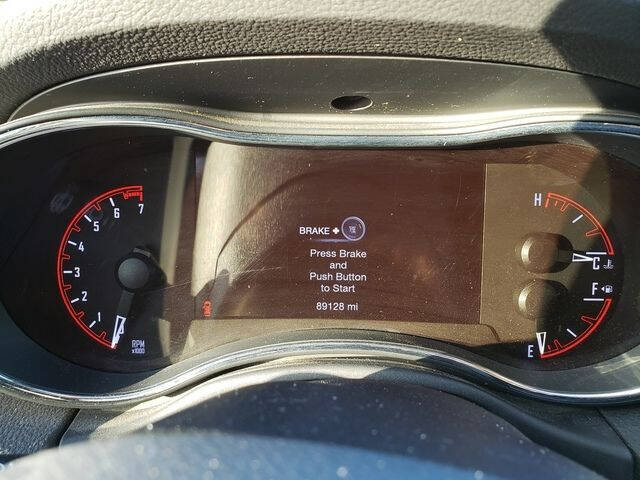 BRAKE +
Press Brake
and
Push Button
to Start
89128 mi
7
6
5
4
3
2
1
0
RPM
x1000
H
C
F
E